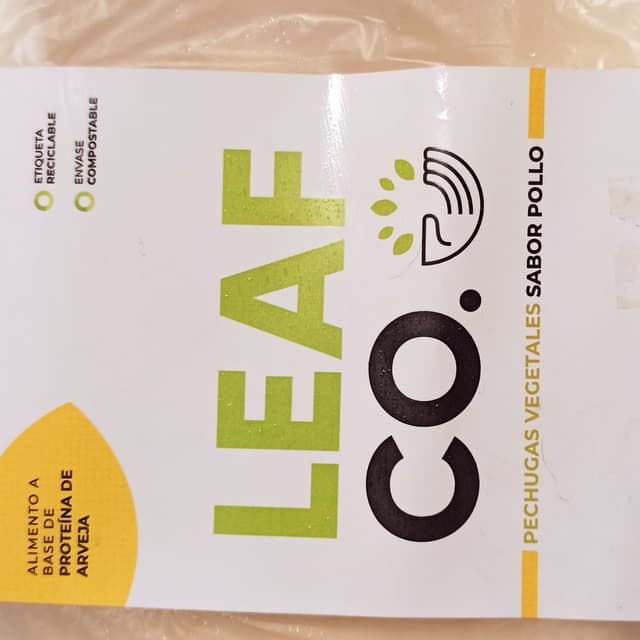 ETIQUETA
RECICLABLE
ENVASE
COMPOSTABLE
ALIMENTO A
BASE DE
PROTEÍNA DE
ARVEJA
LEAF
CO.
PECHUGAS VEGETALES SABOR POLLO